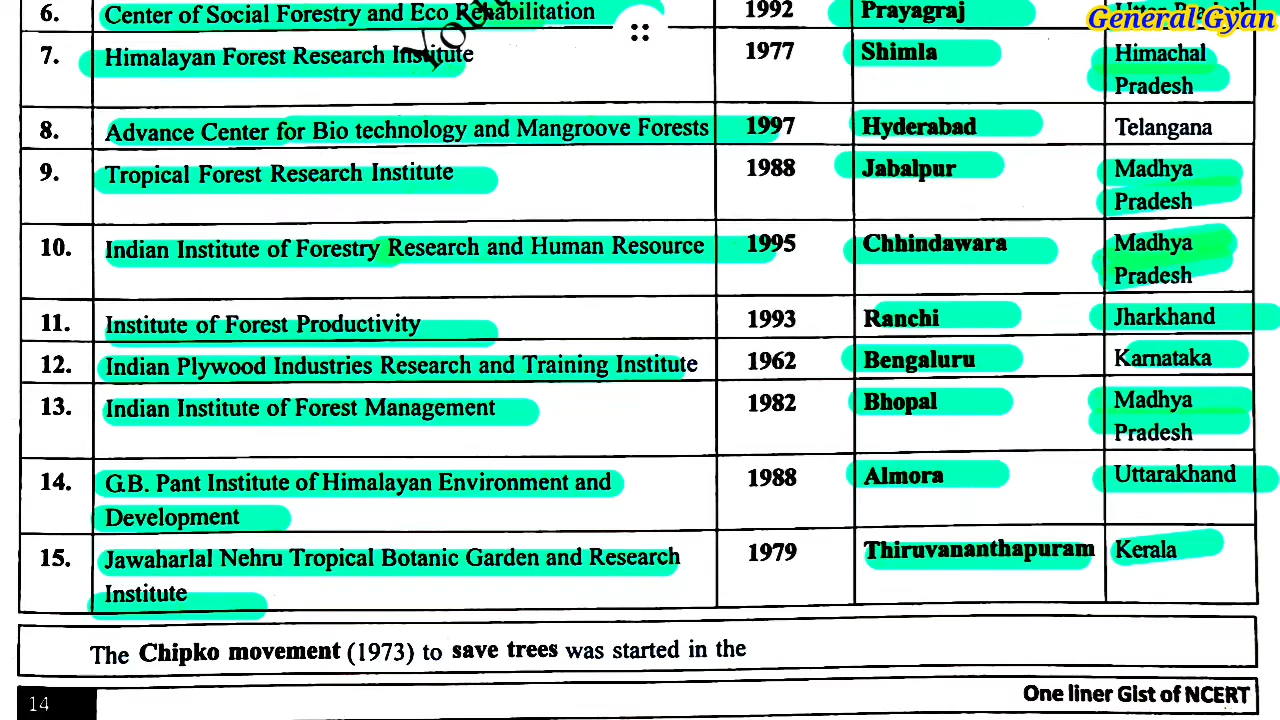 General Gyan
6. Center of Social Forestry and Eco Rehabilitation 1992 Prayagraj Uttar Pradesh
7. Himalayan Forest Research Institute 1977 Shimla Himachal
Pradesh
8. Advance Center for Bio technology and Mangroove Forests 1997 Hyderabad Telangana
9. Tropical Forest Research Institute 1988 Jabalpur Madhya
Pradesh
10. Indian Institute of Forestry Research and Human Resource 1995 Chhindawara Madhya
Pradesh
11. Institute of Forest Productivity 1993 Ranchi Jharkhand
12. Indian Plywood Industries Research and Training Institute 1962 Bengaluru Karnataka
13. Indian Institute of Forest Management 1982 Bhopal Madhya
Pradesh
14. G.B. Pant Institute of Himalayan Environment and 1988 Almora Uttarakhand
Development
15. Jawaharlal Nehru Tropical Botanic Garden and Research 1979 Thiruvananthapuram Kerala
Institute
The Chipko movement (1973) to save trees was started in the
14 One liner Gist of NCERT